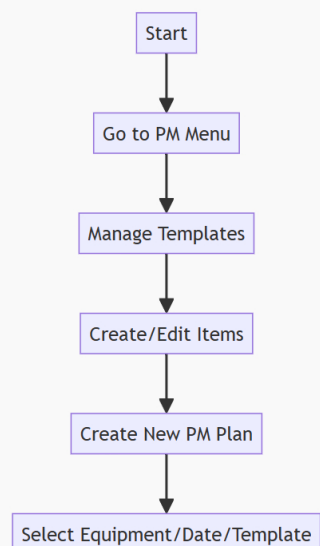 Start
Go to PM Menu
Manage Templates
Create/Edit Items
Create New PM Plan
Select Equipment/Date/Template